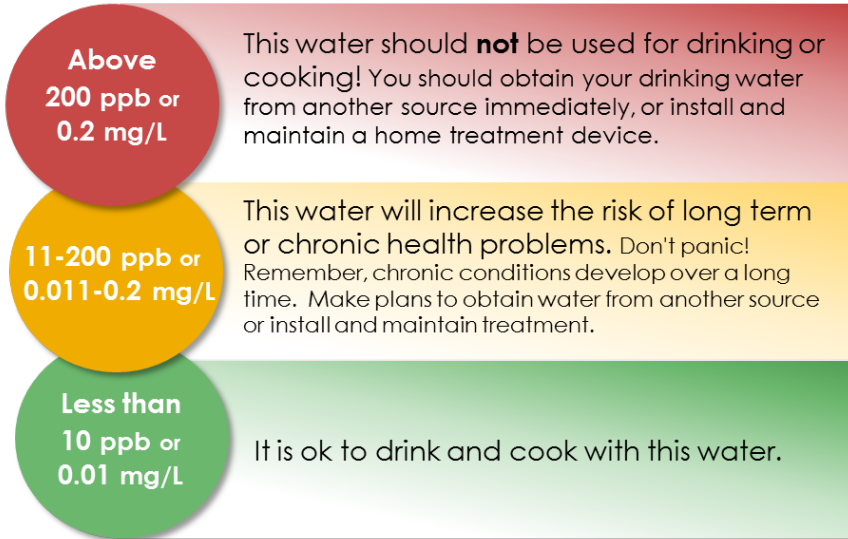 Above
200 ppb or
0.2 mg/L
This water should not be used for drinking or
cooking! You should obtain your drinking water
from another source immediately, or install and
maintain a home treatment device.
11-200 ppb or
0.011-0.2 mg/L
This water will increase the risk of long term
or chronic health problems. Don't panic!
Remember, chronic conditions develop over a long
time. Make plans to obtain water from another source
or install and maintain treatment.
Less than
10 ppb or
0.01 mg/L
It is ok to drink and cook with this water.